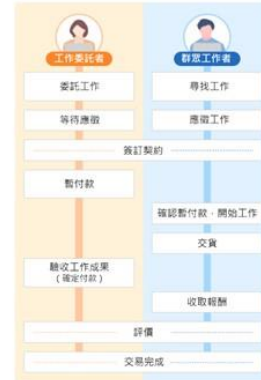 工作委託者 群眾工作者
委託工作 尋找工作
等待應徵 應徵工作
簽訂契約
暫付款
確認暫付款，開始工作
交貨
驗收工作成果
（確定付款）
收取報酬
評價
交易完成